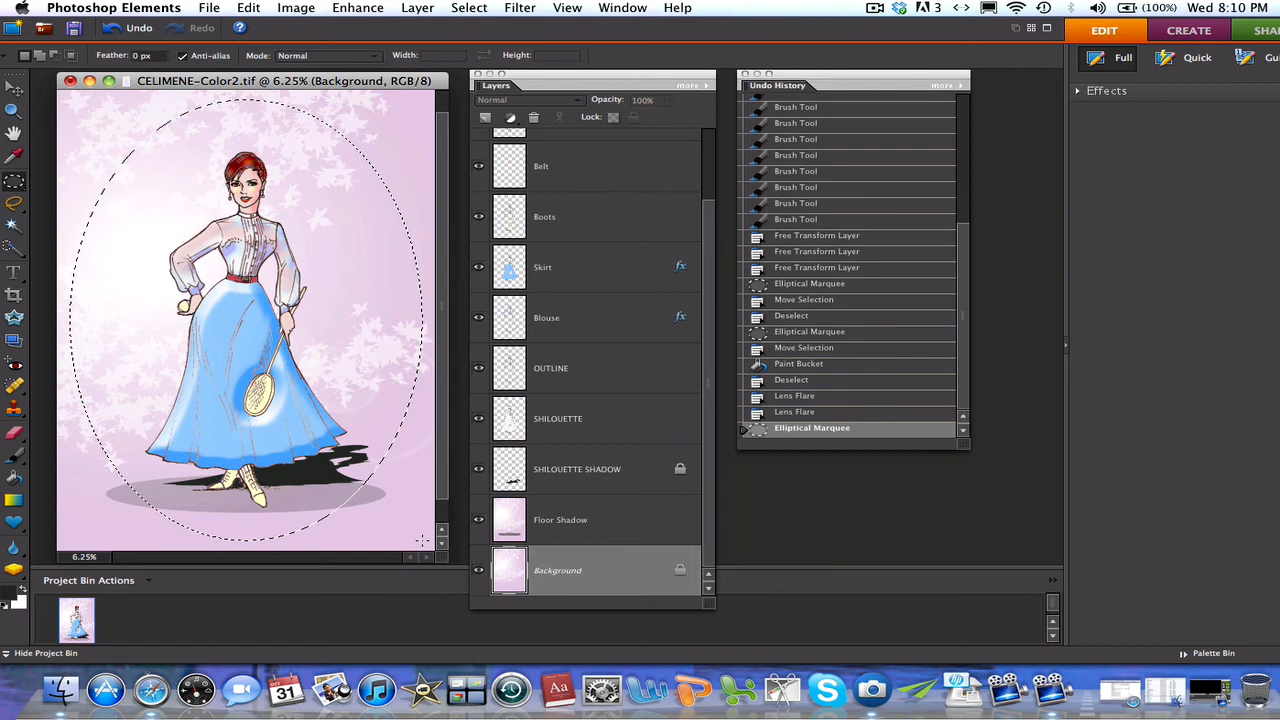 Photoshop Elements File Edit Image Enhance Layer Select Filter View Window Help 3 (100%) Wed 8:10 PM
Undo Redo EDIT CREATE SHA
Feather: 0 px Anti-alias Mode: Normal Width: Height: Full Quick Gui
CELIMENE-Color2.tif @ 6.25% (Background, RGB/8)
Layers more
Normal Opacity: 100%
Lock:
Belt
Boots
Skirt fx
Blouse fx
OUTLINE
SHILOUETTE
SHILOUETTE SHADOW
Floor Shadow
Background
Undo History more
Brush Tool
Brush Tool
Brush Tool
Brush Tool
Brush Tool
Brush Tool
Brush Tool
Brush Tool
Free Transform Layer
Free Transform Layer
Free Transform Layer
Elliptical Marquee
Move Selection
Deselect
Elliptical Marquee
Move Selection
Paint Bucket
Deselect
Lens Flare
Lens Flare
Elliptical Marquee
Effects
6.25%
Project Bin Actions
Hide Project Bin Palette Bin
OCT
31
Aa